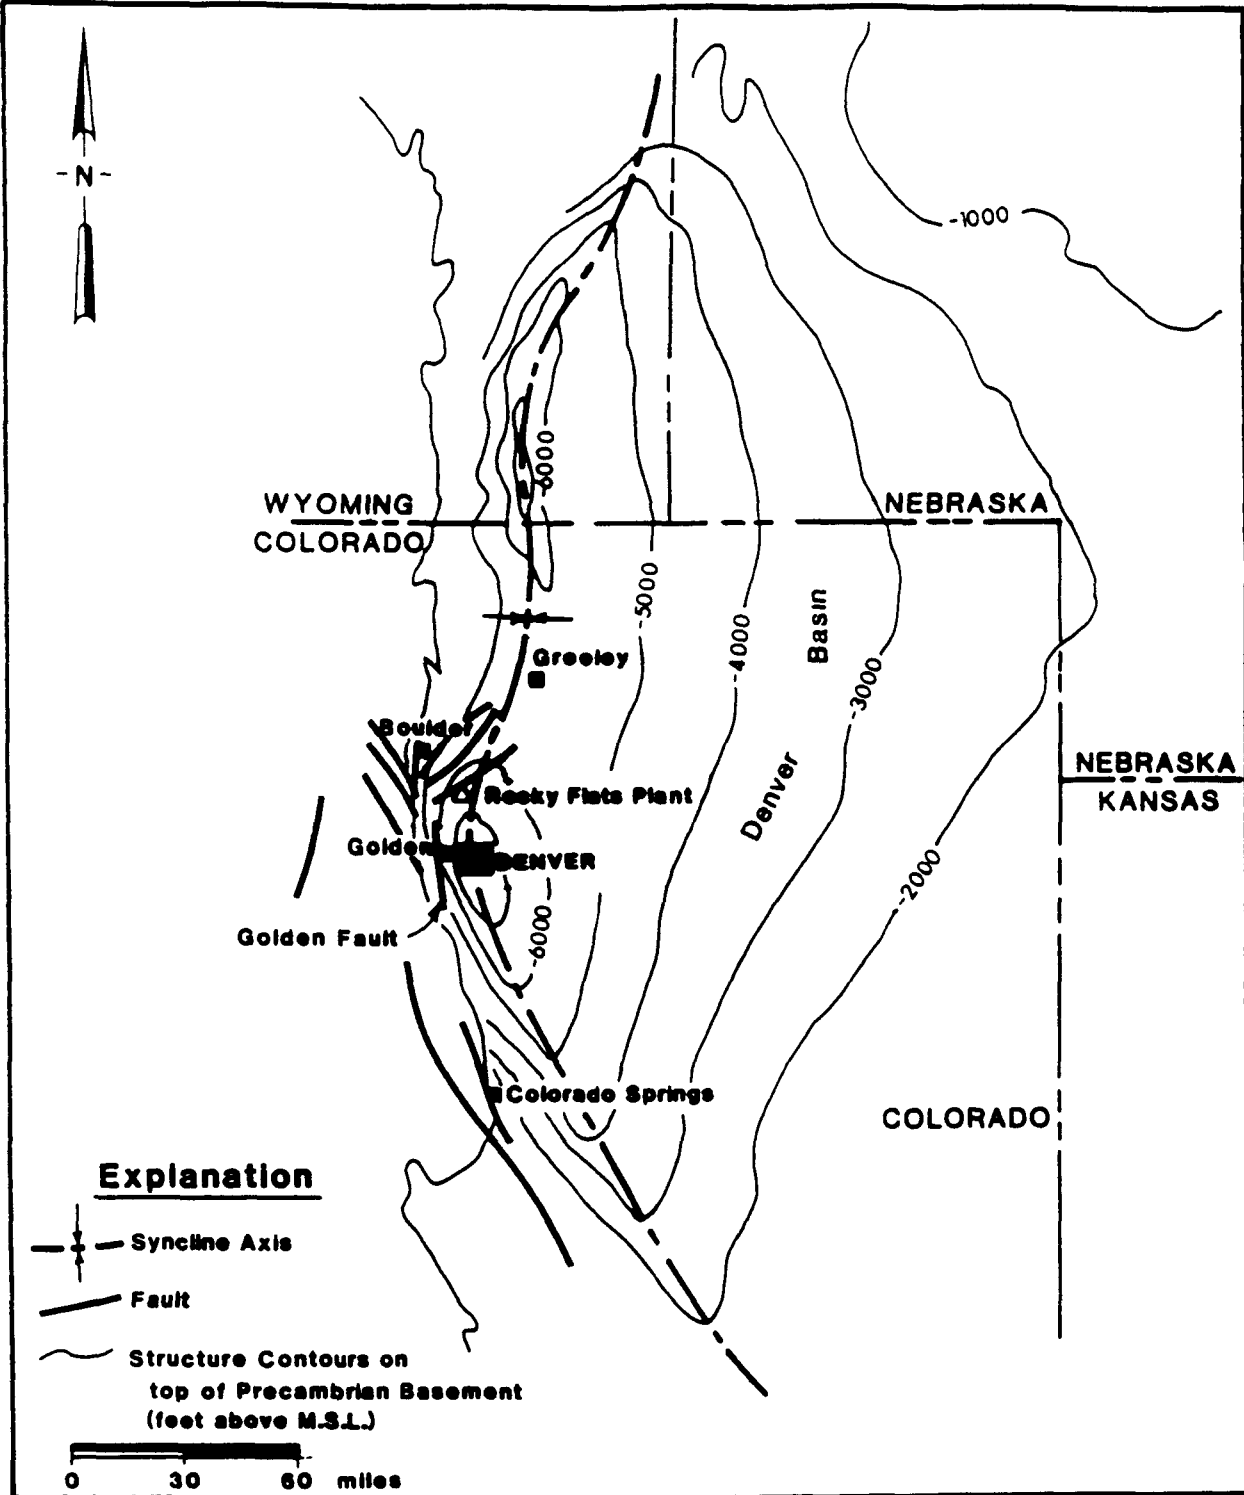 N
-1000
-6000
WYOMING
NEBRASKA
COLORADO
-5000
-4000
Basin
Greeley
-3000
Boulder
NEBRASKA
KANSAS
Rocky Flats Plant
Denver
Golden
DENVER
-2000
Golden Fault
-6000
Colorado Springs
COLORADO
Explanation
Syncline Axis
Fault
Structure Contours on
top of Precambrian Basement
(feet above M.S.L.)
0 30 60 miles